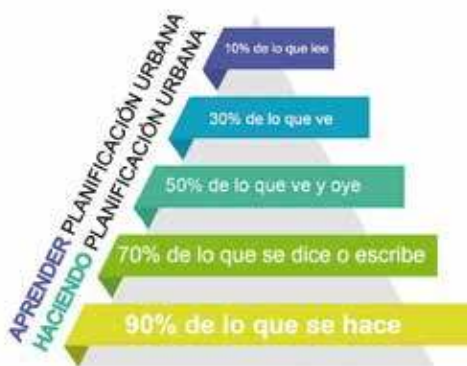 APRENDER PLANIFICACIÓN URBANA
HACIENDO PLANIFICACIÓN URBANA
10% de lo que lee
30% de lo que ve
50% de lo que ve y oye
70% de lo que se dice o escribe
90% de lo que se hace